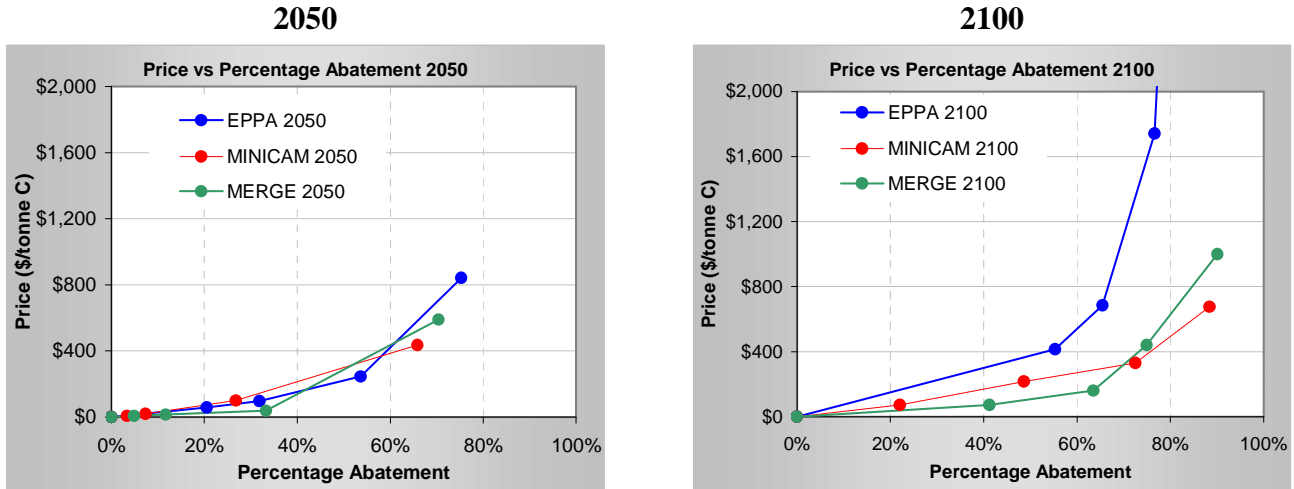 2050
Price vs Percentage Abatement 2050
$2,000
$1,600
$1,200
$800
$400
$0
Price ($/tonne C)
EPPA 2050
MINICAM 2050
MERGE 2050
0% 20% 40% 60% 80% 100%
Percentage Abatement
2100
Price vs Percentage Abatement 2100
$2,000
$1,600
$1,200
$800
$400
$0
Price ($/tonne C)
EPPA 2100
MINICAM 2100
MERGE 2100
0% 20% 40% 60% 80% 100%
Percentage Abatement